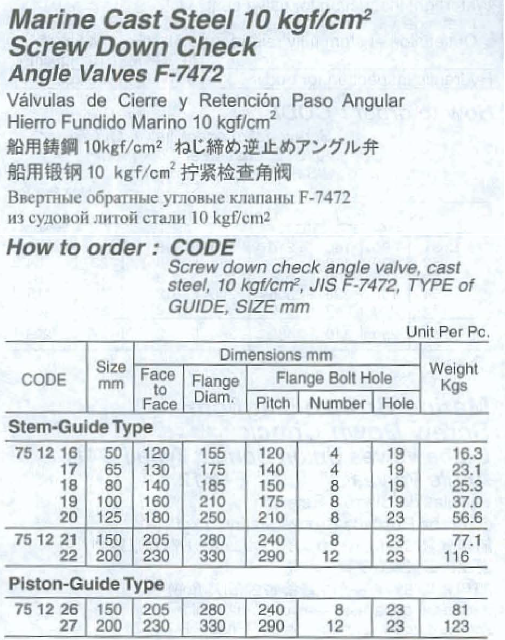 Marine Cast Steel 10 kgf/cm²
Screw Down Check
Angle Valves F-7472
Válvulas de Cierre y Retención Paso Angular
Hierro Fundido Marino 10 kgf/cm²
船用鋳鋼 10kgf/cm² ねじ締め逆止めアングル弁
船用锻钢 10 kgf/cm² 拧紧检查角阀
Ввертные обратные угловые клапаны F-7472
из судовой литой стали 10 kgf/cm2
How to order : CODE
Screw down check angle valve, cast
steel, 10 kgf/cm², JIS F-7472, TYPE of
GUIDE, SIZE mm
Unit Per Pc.
CODE Size mm Dimensions mm Weight Kgs
Face to Face Flange Diam. Flange Bolt Hole
Pitch Number Hole
Stem-Guide Type
75 12 16 50 120 155 120 4 19 16.3
17 65 130 175 140 4 19 23.1
18 80 140 185 150 8 19 25.8
19 100 160 210 175 8 19 37.0
20 125 180 250 210 8 23 56.6
75 12 21 150 205 280 240 8 23 77.1
22 200 230 330 290 12 23 116
Piston-Guide Type
75 12 26 150 205 280 240 8 23 81
27 200 230 330 290 12 23 123